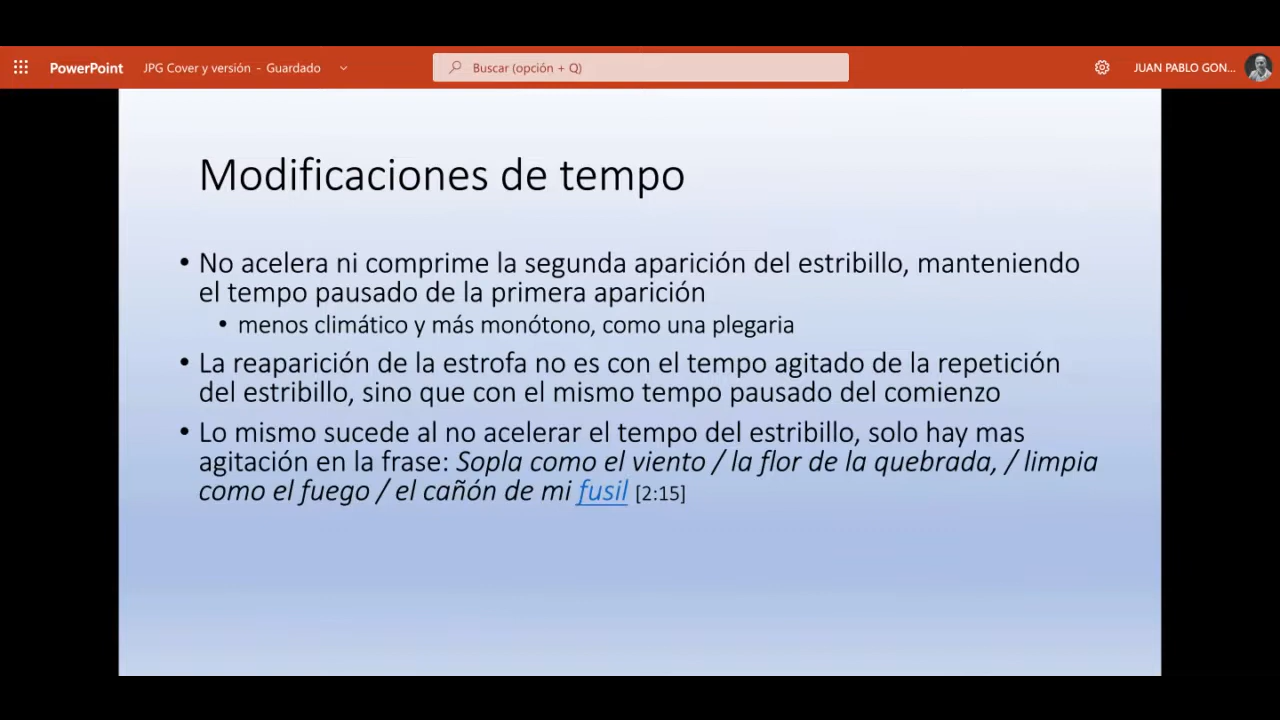 PowerPoint JPG Cover y versión - Guardado Buscar (opción + Q) JUAN PABLO GON...
Modificaciones de tempo
• No acelera ni comprime la segunda aparición del estribillo, manteniendo
el tempo pausado de la primera aparición
• menos climático y más monótono, como una plegaria
• La reaparición de la estrofa no es con el tempo agitado de la repetición
del estribillo, sino que con el mismo tempo pausado del comienzo
• Lo mismo sucede al no acelerar el tempo del estribillo, solo hay mas
agitación en la frase: Sopla como el viento / la flor de la quebrada, / limpia
como el fuego / el cañón de mi fusil [2:15]